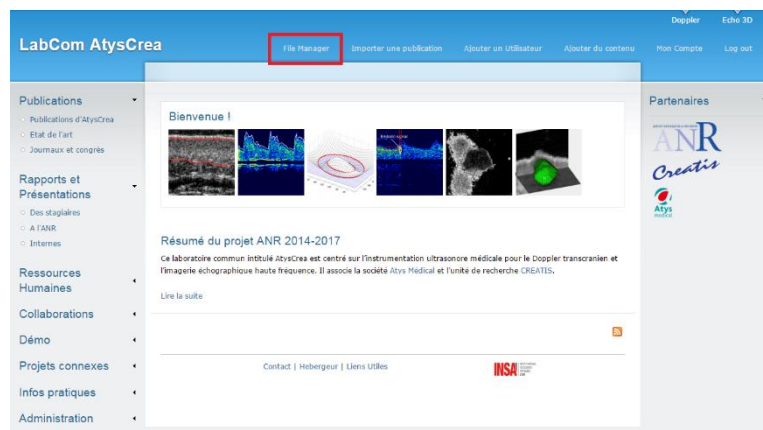 Doppler
Echo 3D
LabCom AtysCrea
File Manager
Importer une publication
Ajouter un Utilisateur
Ajouter du contenu
Mon Compte
Log out
Publications
Publications d'AtysCrea
Etat de l'art
Journaux et congrès
Rapports et
Présentations
Des stagiaires
A l'ANR
Internes
Ressources
Humaines
Collaborations
Démo
Projets connexes
Infos pratiques
Administration
Bienvenue !
Résumé du projet ANR 2014-2017
Ce laboratoire commun intitulé AtysCrea est centré sur l'instrumentation ultrasonore médicale pour le Doppler transcranien et
l'imagerie échographique haute fréquence. Il associe la société Atys Médical et l'unité de recherche CREATIS.
Lire la suite
Contact | Hebergeur | Liens Utiles
INSA
Partenaires
ANR
Creatis
Atys
medical